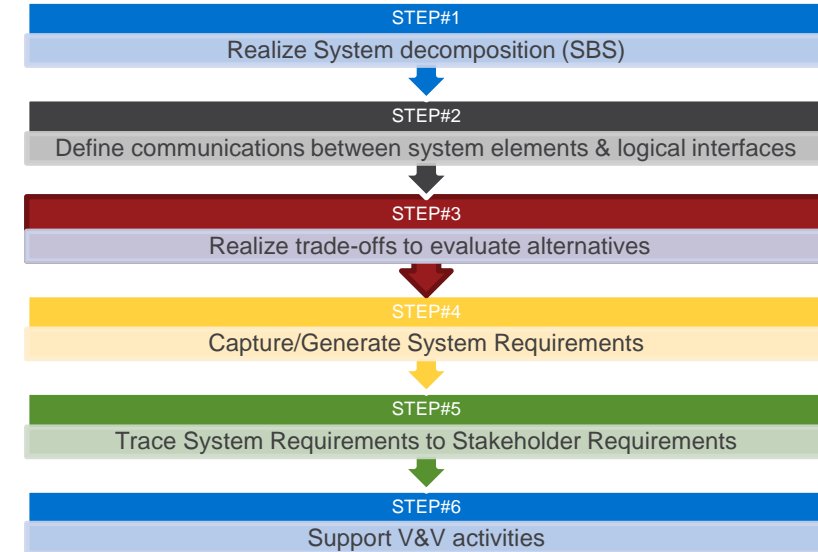 STEP#1
Realize System decomposition (SBS)
STEP#2
Define communications between system elements & logical interfaces
STEP#3
Realize trade-offs to evaluate alternatives
STEP#4
Capture/Generate System Requirements
STEP#5
Trace System Requirements to Stakeholder Requirements
STEP#6
Support V&V activities